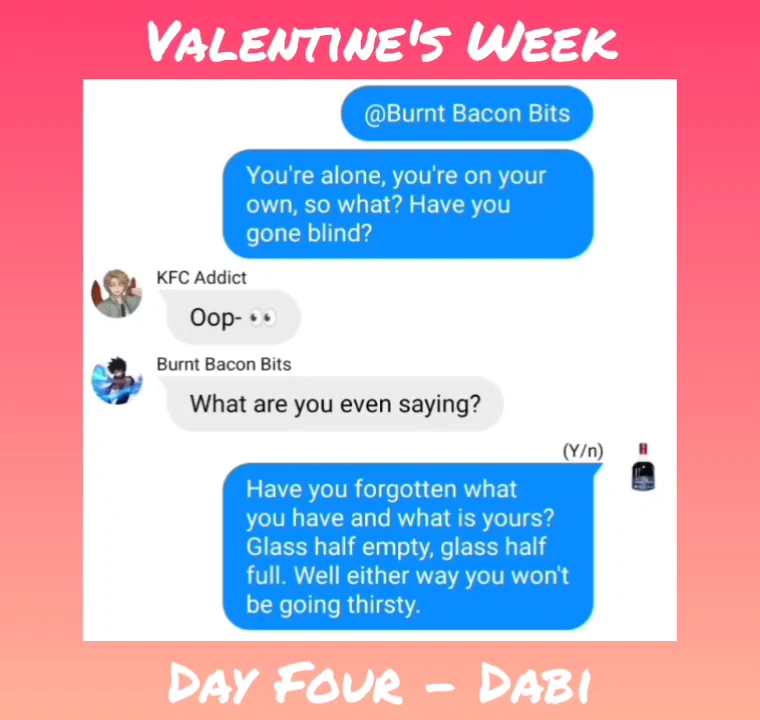 VALENTINE'S WEEK
@Burnt Bacon Bits
You're alone, you're on your
own, so what? Have you
gone blind?
KFC Addict
Oop- 👀
Burnt Bacon Bits
What are you even saying?
(Y/n)
Have you forgotten what
you have and what is yours?
Glass half empty, glass half
full. Well either way you won't
be going thirsty.
DAY FOUR - DABI